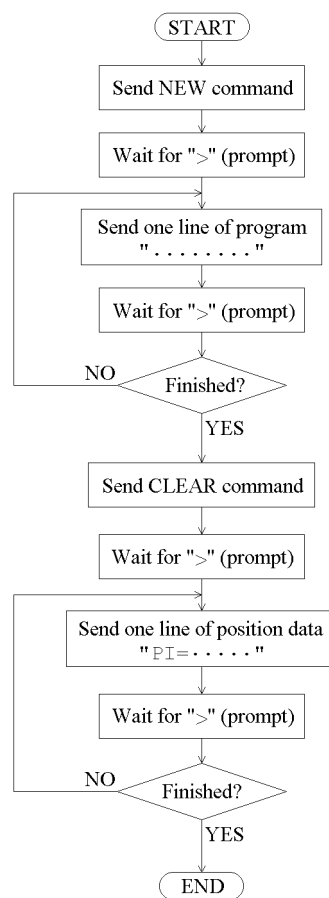 START
Send NEW command
Wait for ">" (prompt)
Send one line of program
"........"
Wait for ">" (prompt)
Finished?
NO
YES
Send CLEAR command
Wait for ">" (prompt)
Send one line of position data
"PI=·····"
Wait for ">" (prompt)
Finished?
NO
YES
END